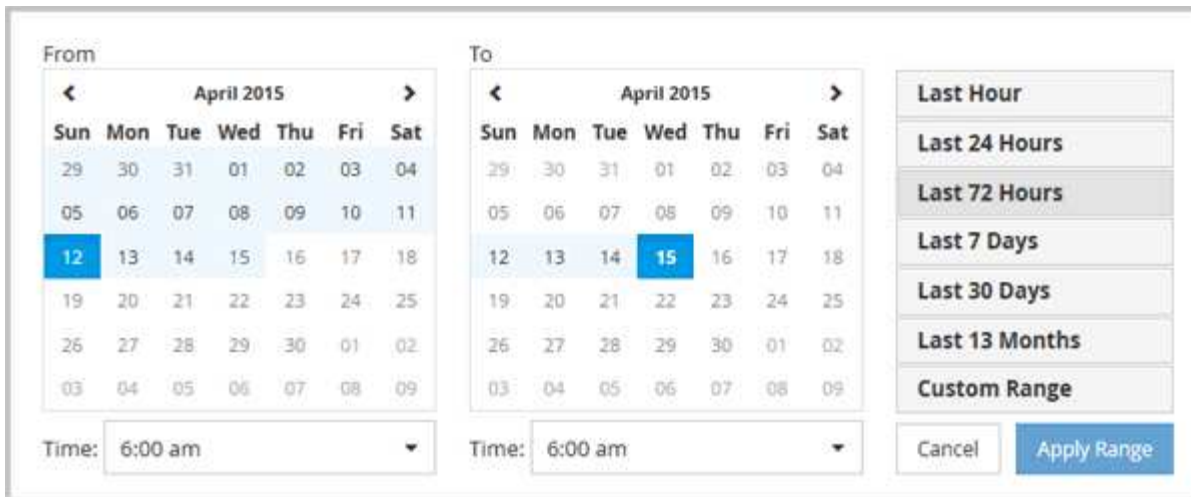 From
April 2015
Sun Mon Tue Wed Thu Fri Sat
29 30 31 01 02 03 04
05 06 07 08 09 10 11
12 13 14 15 16 17 18
19 20 21 22 23 24 25
26 27 28 29 30 01 02
03 04 05 06 07 08 09
Time: 6:00 am
To
April 2015
Sun Mon Tue Wed Thu Fri Sat
29 30 31 01 02 03 04
05 06 07 08 09 10 11
12 13 14 15 16 17 18
19 20 21 22 23 24 25
26 27 28 29 30 01 02
03 04 05 06 07 08 09
Time: 6:00 am
Last Hour
Last 24 Hours
Last 72 Hours
Last 7 Days
Last 30 Days
Last 13 Months
Custom Range
Cancel Apply Range